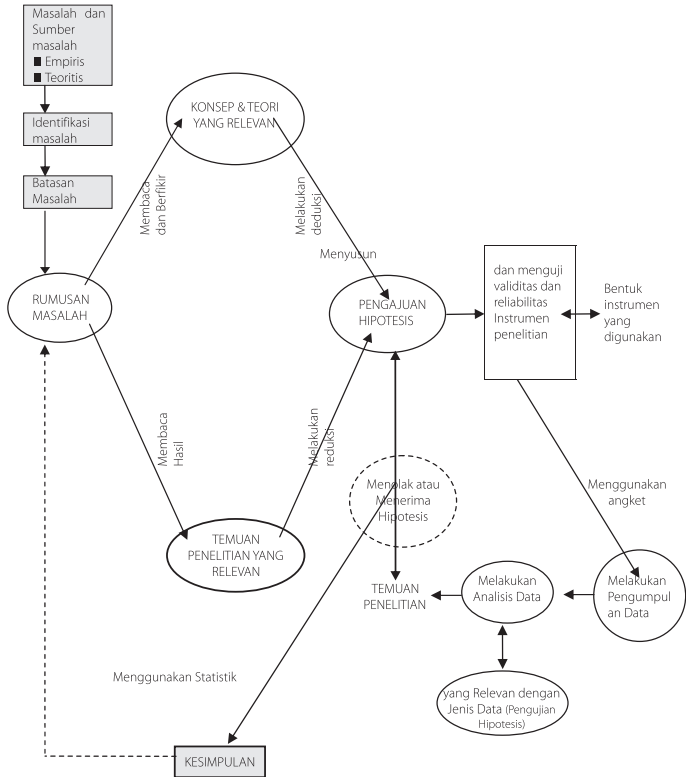 Masalah dan
Sumber
masalah
■ Empiris
■ Teoritis
Identifikasi
masalah
Batasan
Masalah
RUMUSAN
MASALAH
Membaca
dan Berfikir
KONSEP & TEORI
YANG RELEVAN
Melakukan
deduksi
Menyusun
PENGAJUAN
HIPOTESIS
dan menguji
validitas dan
reliabilitas
Instrumen
penelitian
Bentuk
instrumen
yang
digunakan
Membaca
Hasil
Melakukan
reduksi
TEMUAN
PENELITIAN YANG
RELEVAN
Menolak atau
Menerima
Hipotesis
Menggunakan
angket
TEMUAN
PENELITIAN
Melakukan
Analisis Data
Melakukan
Pengumpul
an Data
yang Relevan dengan
Jenis Data (Pengujian
Hipotesis)
Menggunakan Statistik
KESIMPULAN